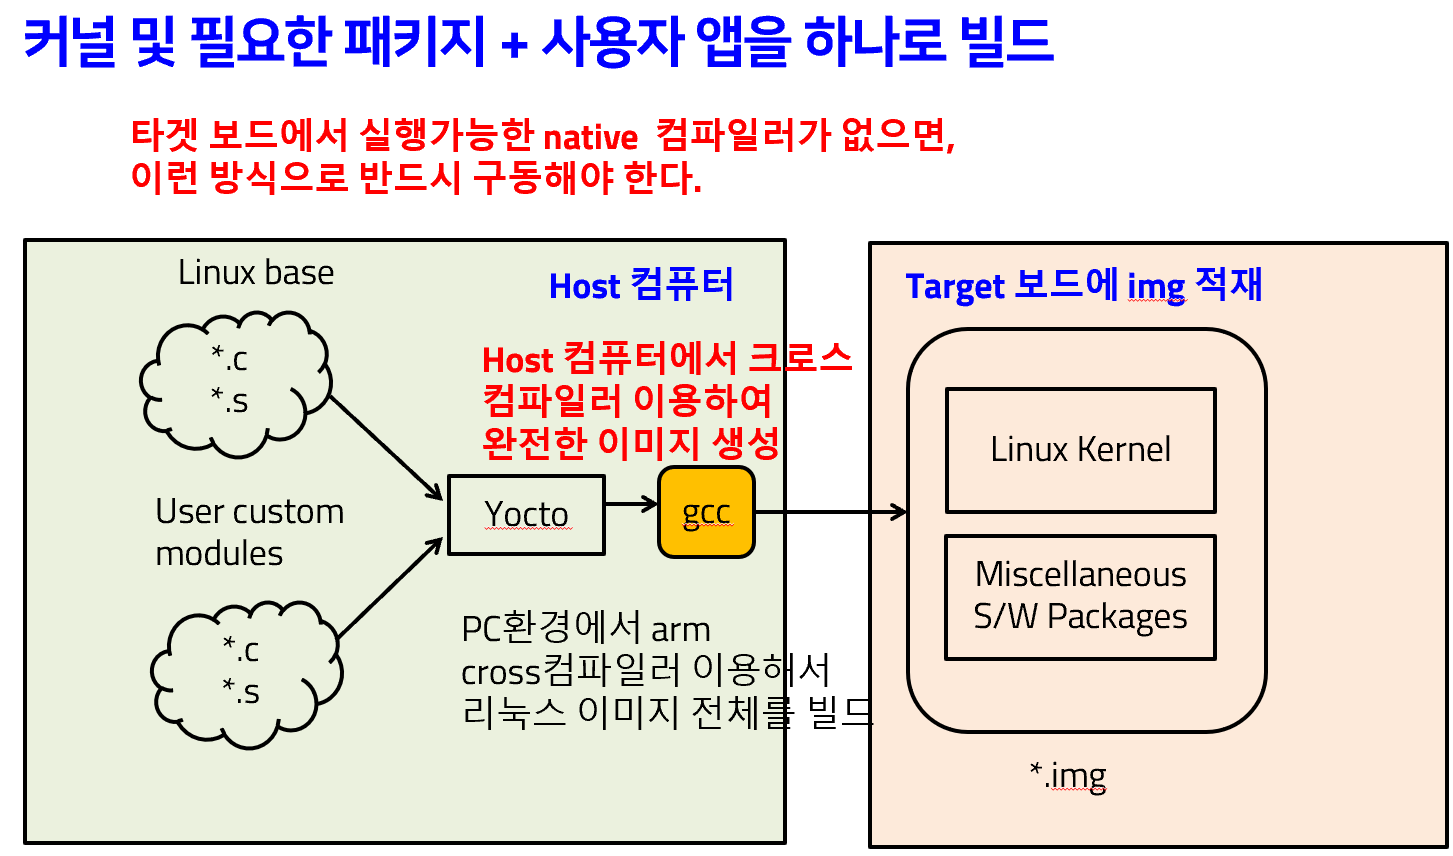 커널 및 필요한 패키지 + 사용자 앱을 하나로 빌드
타겟 보드에서 실행가능한 native 컴파일러가 없으면,
이런 방식으로 반드시 구동해야 한다.
Linux base
*.c
*.s
User custom
modules
*.c
*.s
Host 컴퓨터
Host 컴퓨터에서 크로스
컴파일러 이용하여
완전한 이미지 생성
Yocto
gcc
PC환경에서 arm
cross컴파일러 이용해서
리눅스 이미지 전체를 빌드
Target 보드에 img 적재
Linux Kernel
Miscellaneous
S/W Packages
*.img